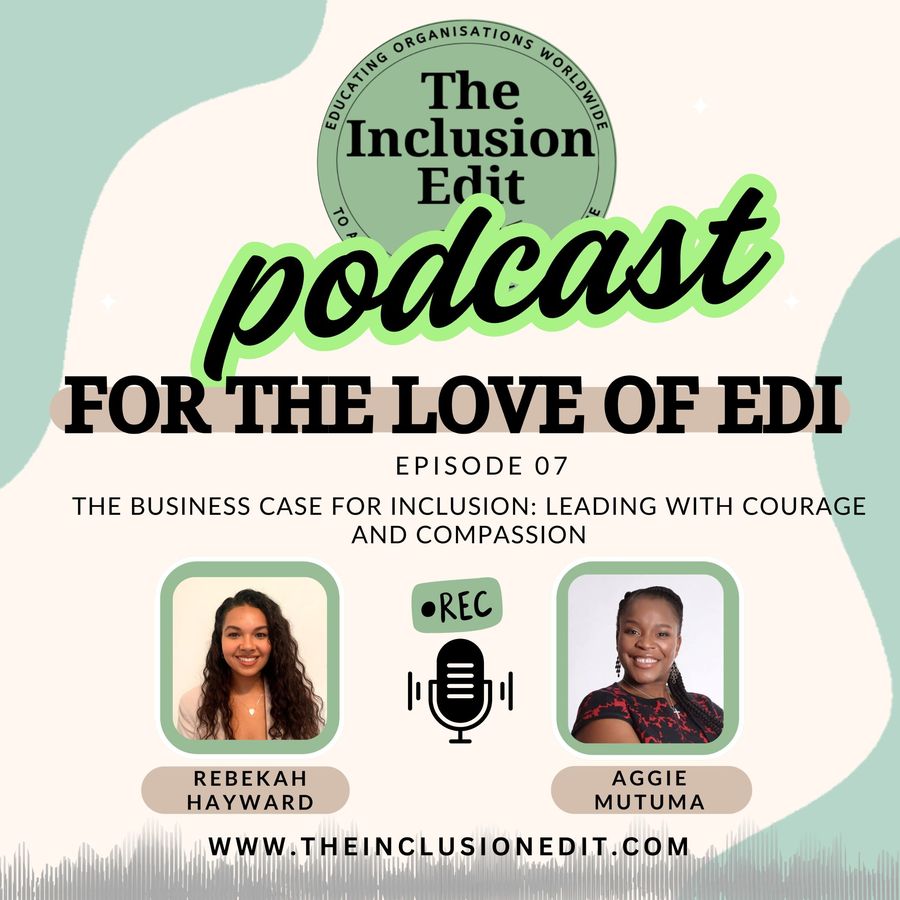 EDUCATING ORGANISATIONS WORLDWIDE
The
Inclusion
Edit
TO
podcast
FOR THE LOVE OF EDI
EPISODE 07
THE BUSINESS CASE FOR INCLUSION: LEADING WITH COURAGE
AND COMPASSION
•REC
REBEKAH
HAYWARD
AGGIE
MUTUMA
WWW.THEINCLUSIONEDIT.COM